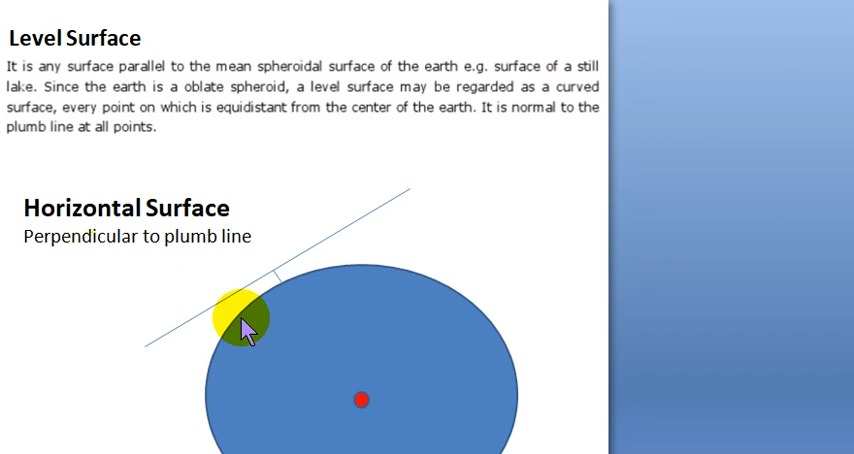 Level Surface
It is any surface parallel to the mean spheroidal surface of the earth e.g. surface of a still
lake. Since the earth is a oblate spheroid, a level surface may be regarded as a curved
surface, every point on which is equidistant from the center of the earth. It is normal to the
plumb line at all points.
Horizontal Surface
Perpendicular to plumb line